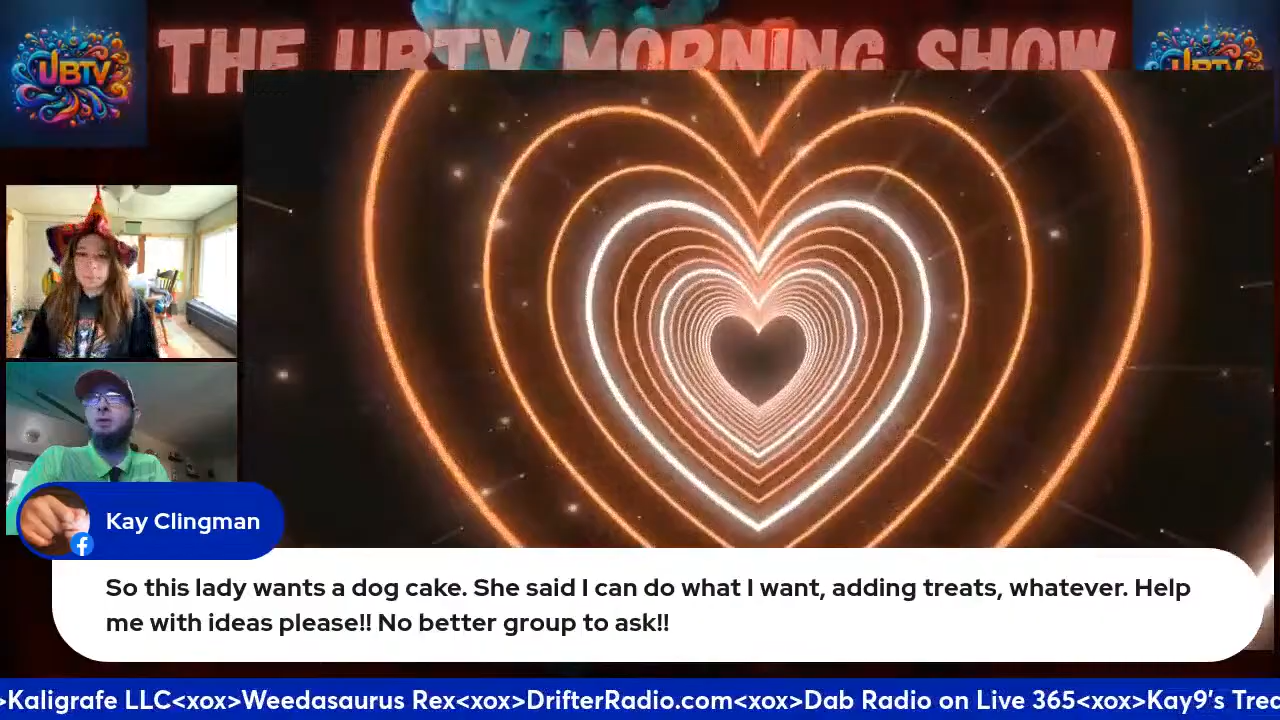 THE UBTV MORNING SHOW
UBTV
UBTV
Kay Clingman
So this lady wants a dog cake. She said I can do what I want, adding treats, whatever. Help
me with ideas please!! No better group to ask!!
>Kaligrafe LLC<xox>Weedasaurus Rex<xox>DrifterRadio.com<xox>Dab Radio on Live 365<xox>Kay9's Trea